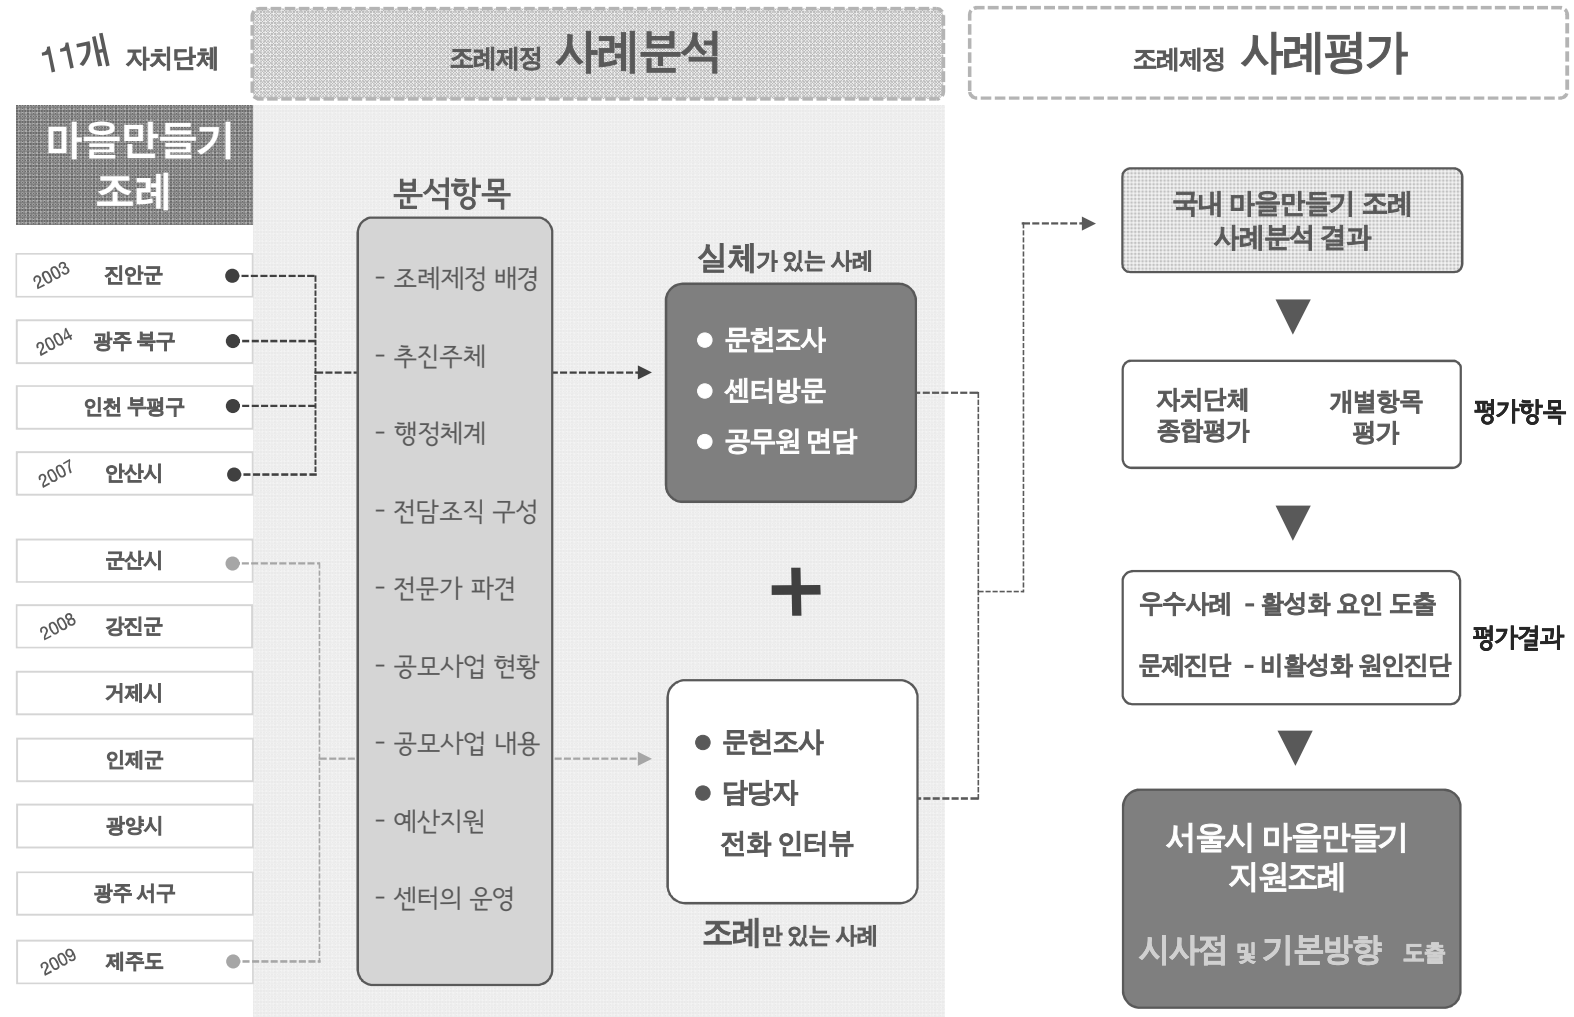 11개 자치단체
조례제정 사례분석
조례제정 사례평가
마을만들기
조례
2003 진안군
2004 광주 북구
인천 부평구
2007 안산시
군산시
2008 강진군
거제시
인제군
광양시
광주 서구
2009 제주도
분석항목
- 조례제정 배경
- 추진주체
- 행정체계
- 전담조직 구성
- 전문가 파견
- 공모사업 현황
- 공모사업 내용
- 예산지원
- 센터의 운영
실체가 있는 사례
● 문헌조사
● 센터방문
● 공무원 면담
+
● 문헌조사
● 담당자
전화 인터뷰
조례만 있는 사례
국내 마을만들기 조례
사례분석 결과
자치단체 개별항목
종합평가 평가
평가항목
우수사례 - 활성화 요인 도출
문제진단 - 비활성화 원인진단
평가결과
서울시 마을만들기
지원조례
시사점 및 기본방향 도출